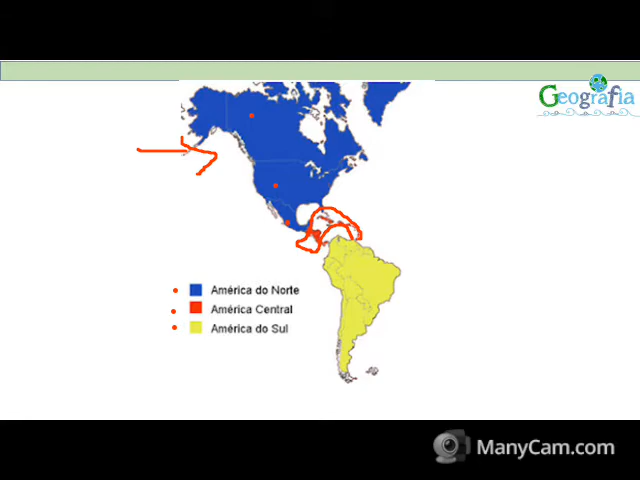 Geografia
América do Norte
América Central
América do Sul
ManyCam.com